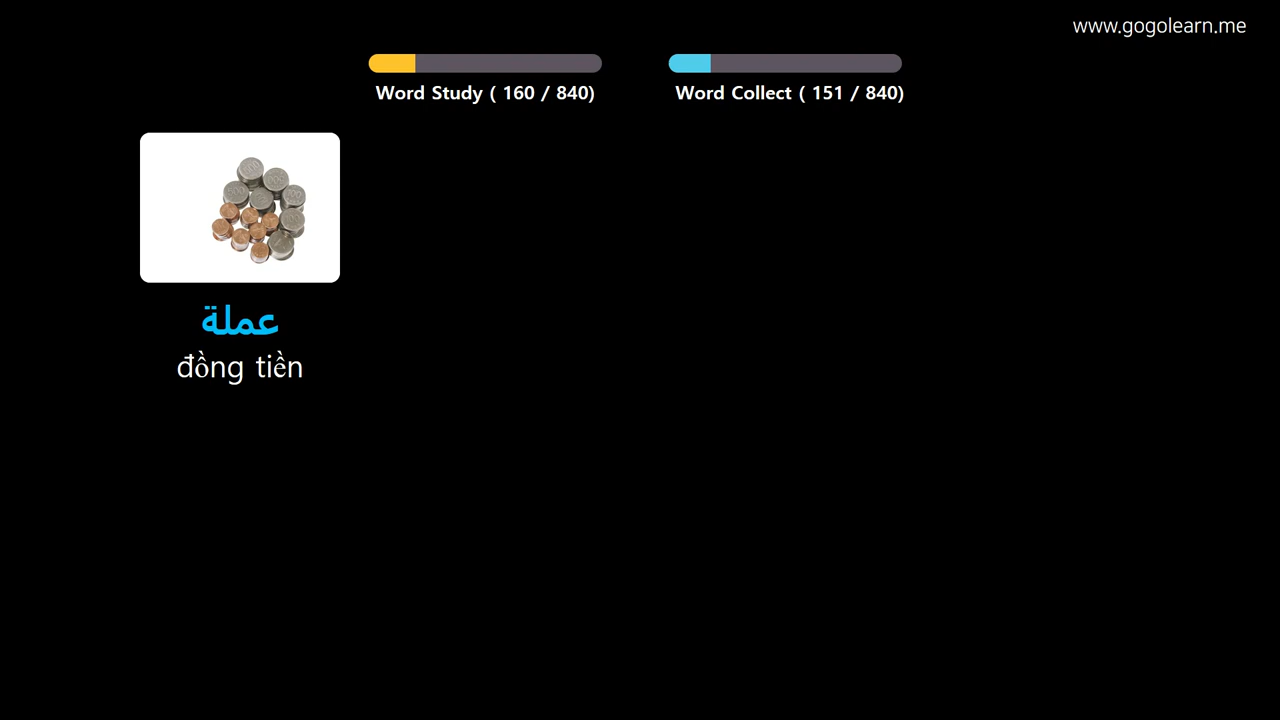 www.gogolearn.me
Word Study ( 160 / 840)
Word Collect ( 151 / 840)
عملة
đồng tiền